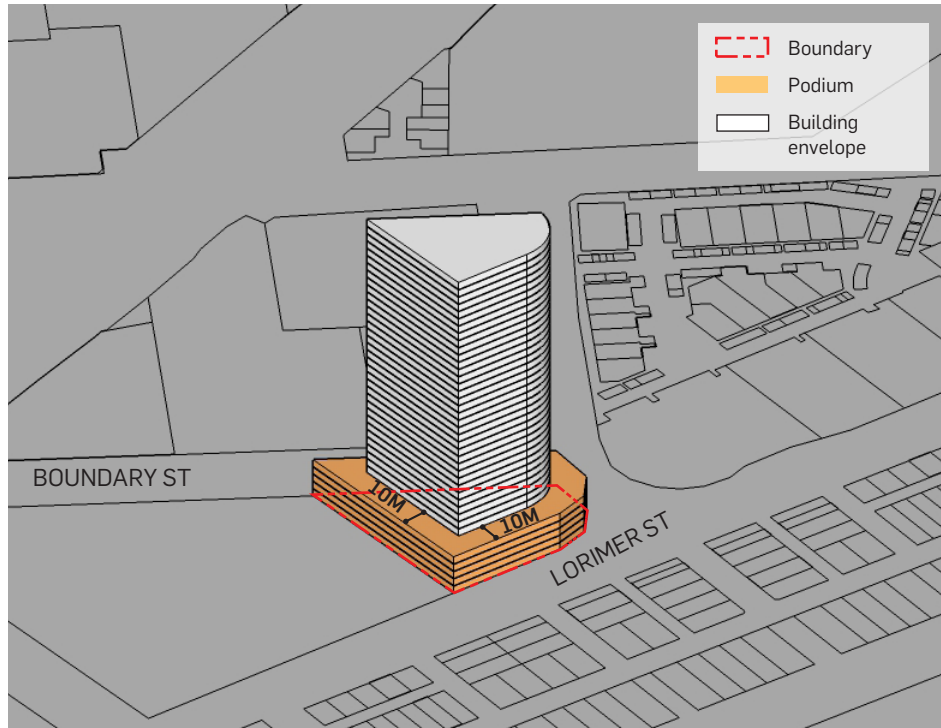 Boundary
Podium
Building
envelope
BOUNDARY ST
10M
10M
LORIMER ST